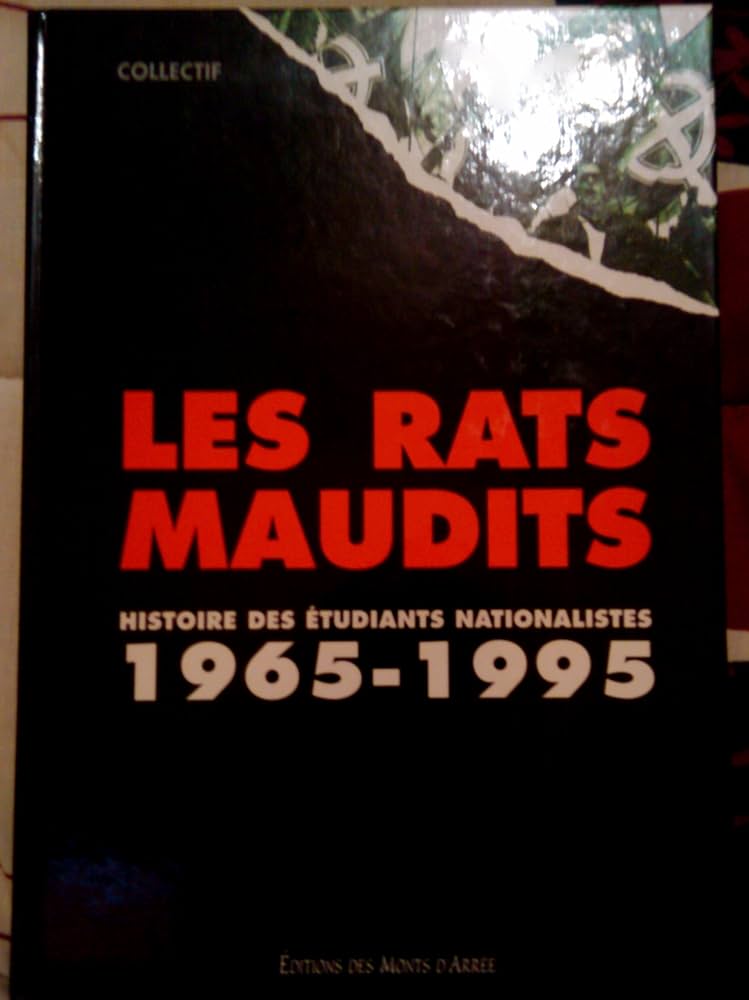 COLLECTIF
LES RATS
MAUDITS
HISTOIRE DES ÉTUDIANTS NATIONALISTES
1965-1995
ÉDITIONS DES MONTS D'ARRÉE